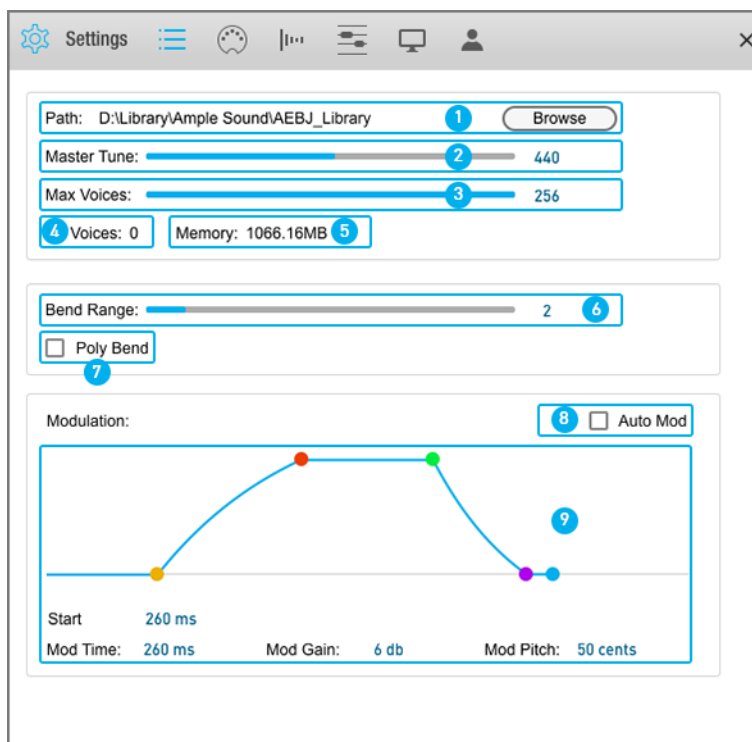 Settings
Path: D:\Library\Ample Sound\AEBJ_Library 1 Browse
Master Tune: 2 440
Max Voices: 3 256
4 Voices: 0 Memory: 1066.16MB 5
Bend Range: 2 6
Poly Bend
7
Modulation: 8 Auto Mod
9
Start 260 ms
Mod Time: 260 ms Mod Gain: 6 db Mod Pitch: 50 cents